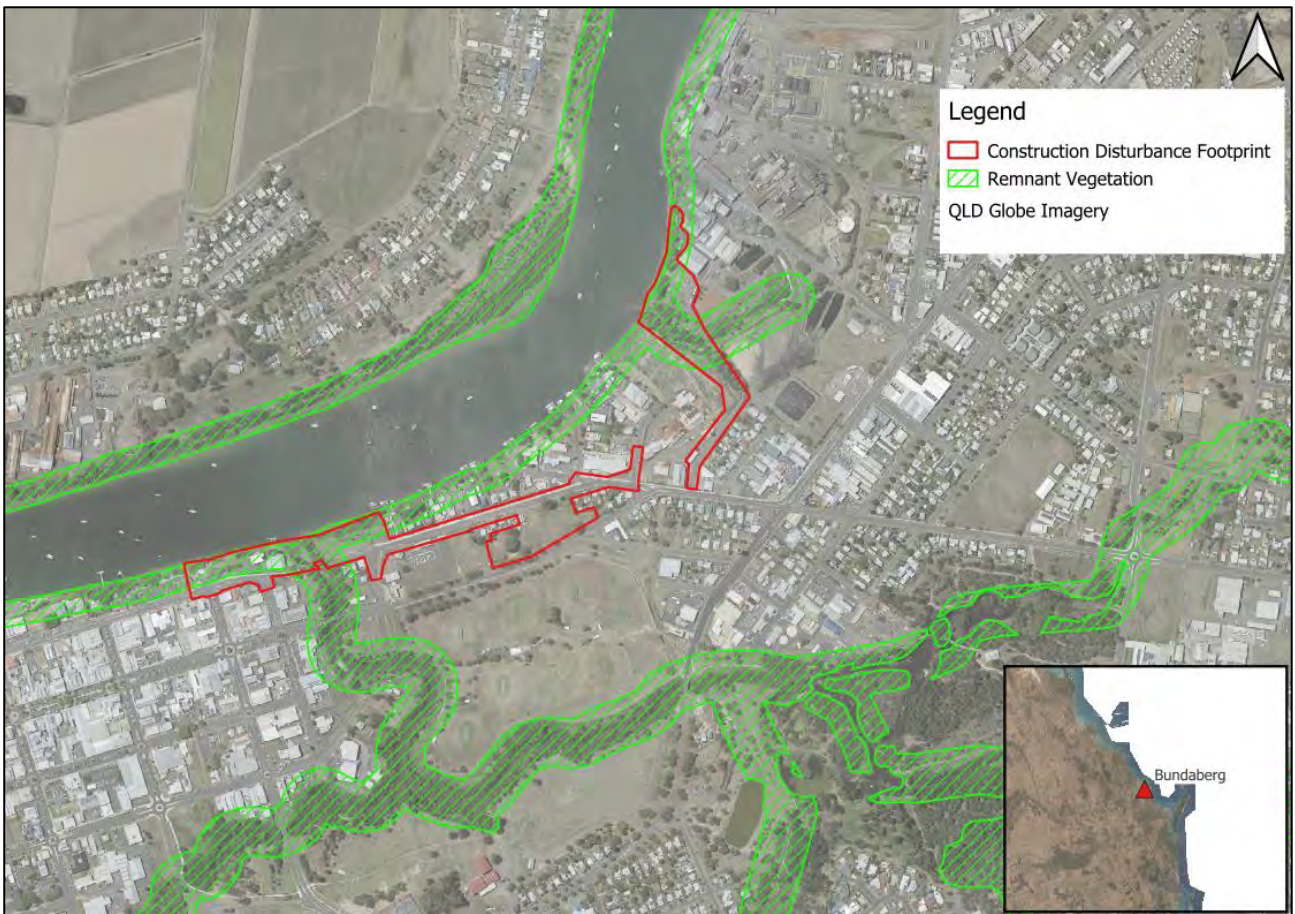 Legend
Construction Disturbance Footprint
Remnant Vegetation
QLD Globe Imagery
Bundaberg